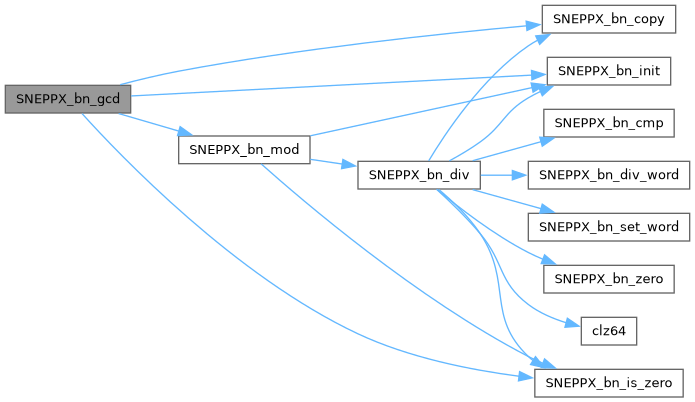 SNEPPX_bn_gcd
SNEPPX_bn_mod
SNEPPX_bn_div
SNEPPX_bn_copy
SNEPPX_bn_init
SNEPPX_bn_cmp
SNEPPX_bn_div_word
SNEPPX_bn_set_word
SNEPPX_bn_zero
clz64
SNEPPX_bn_is_zero